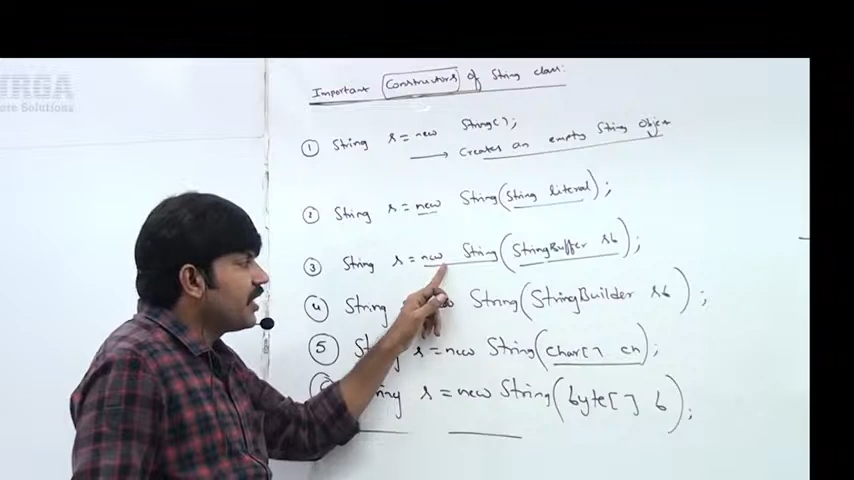 Important Constructors of String class:
① String s = new String();
→ Creates an empty String Object
② String s = new String(String literal);
③ String s = new String(StringBuffer sb);
④ String new String(StringBuilder sb);
⑤ String s = new String(char[] ch);
String s = new String(byte[] b);